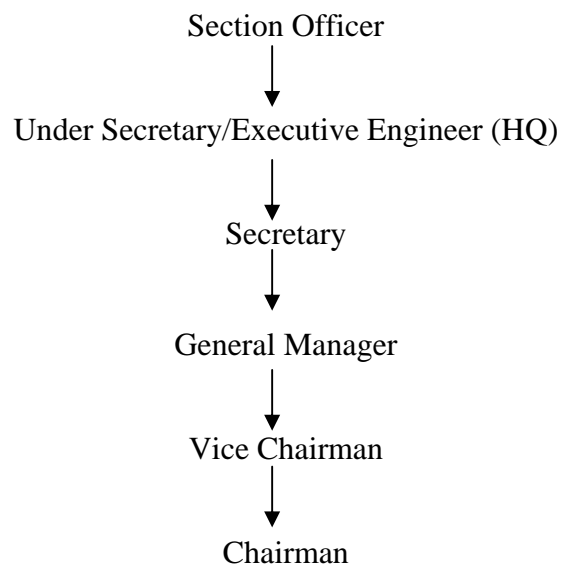 Section Officer
Under Secretary/Executive Engineer (HQ)
Secretary
General Manager
Vice Chairman
Chairman